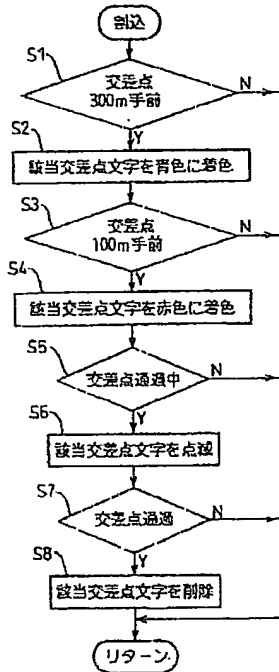 割込
S1
交差点
300m手前
N
Y
S2
該当交差点文字を青色に着色
S3
交差点
100m手前
N
Y
S4
該当交差点文字を赤色に着色
S5
交差点通過中
N
Y
S6
該当交差点文字を点滅
S7
交差点通過
N
Y
S8
該当交差点文字を削除
リターン